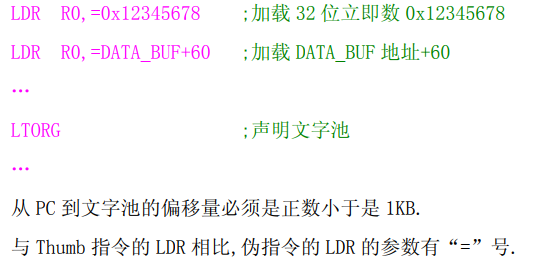 LDR R0,=0x12345678 ;加载 32 位立即数 0x12345678
LDR R0,=DATA_BUF+60 ;加载 DATA_BUF 地址+60
…
LTORG ;声明文字池
…
从 PC 到文字池的偏移量必须是正数小于是 1KB.
与 Thumb 指令的 LDR 相比,伪指令的 LDR 的参数有“=”号.